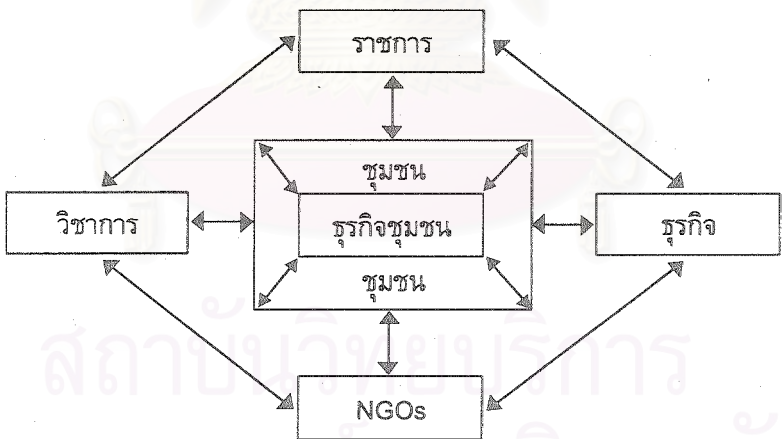 ราชการ
ชุมชน
วิชาการ
ธุรกิจชุมชน
ธุรกิจ
ชุมชน
สถาบันวิทยบริการ
NGOs